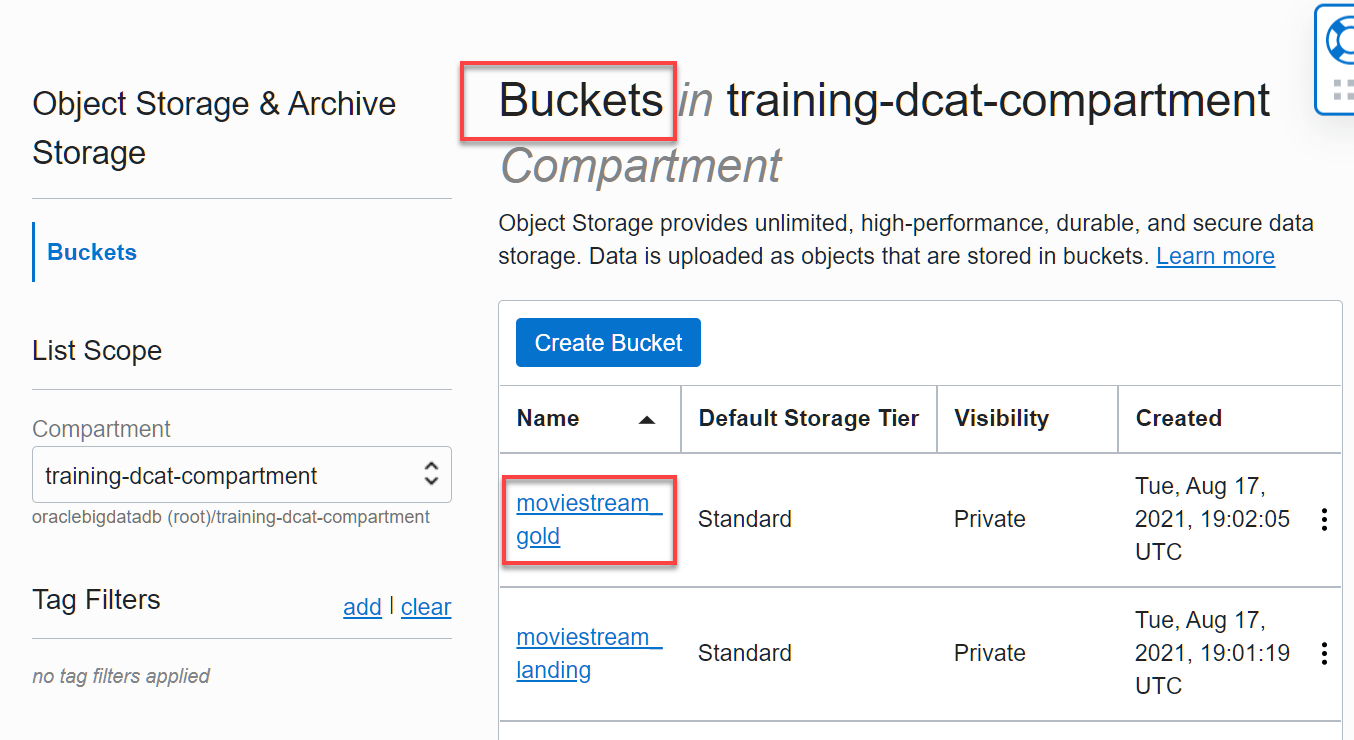 Object Storage & Archive
Storage
Buckets
List Scope
Compartment
training-dcat-compartment
oraclebigdatadb (root)/training-dcat-compartment
Tag Filters
add | clear
no tag filters applied
Buckets in training-dcat-compartment
Compartment
Object Storage provides unlimited, high-performance, durable, and secure data
storage. Data is uploaded as objects that are stored in buckets. Learn more
Create Bucket
Name Default Storage Tier Visibility Created
moviestream_
gold
Standard
Private
Tue, Aug 17,
2021, 19:02:05
UTC
moviestream_
landing
Standard
Private
Tue, Aug 17,
2021, 19:01:19
UTC